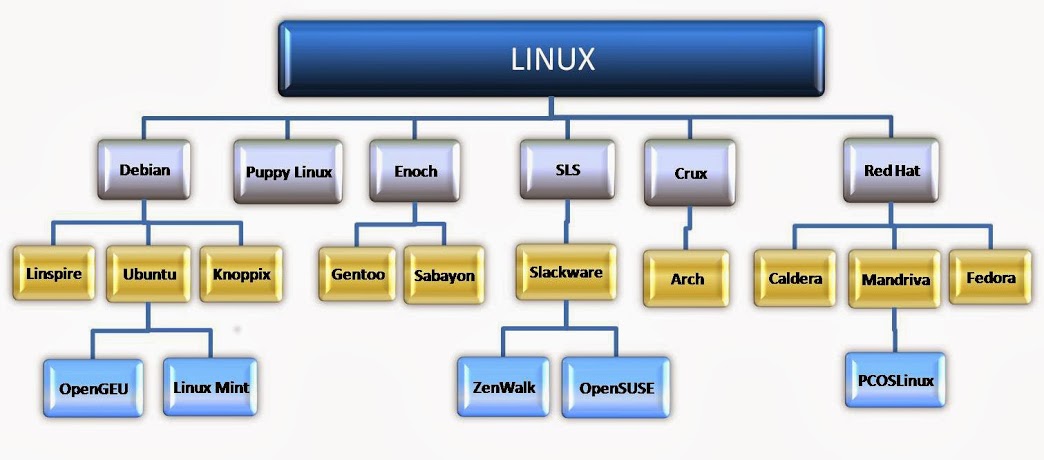 LINUX
Debian
Puppy Linux
Enoch
SLS
Crux
Red Hat
Linspire
Ubuntu
Knoppix
Gentoo
Sabayon
Slackware
Arch
Caldera
Mandriva
Fedora
OpenGEU
Linux Mint
ZenWalk
OpenSUSE
PCOSLinux